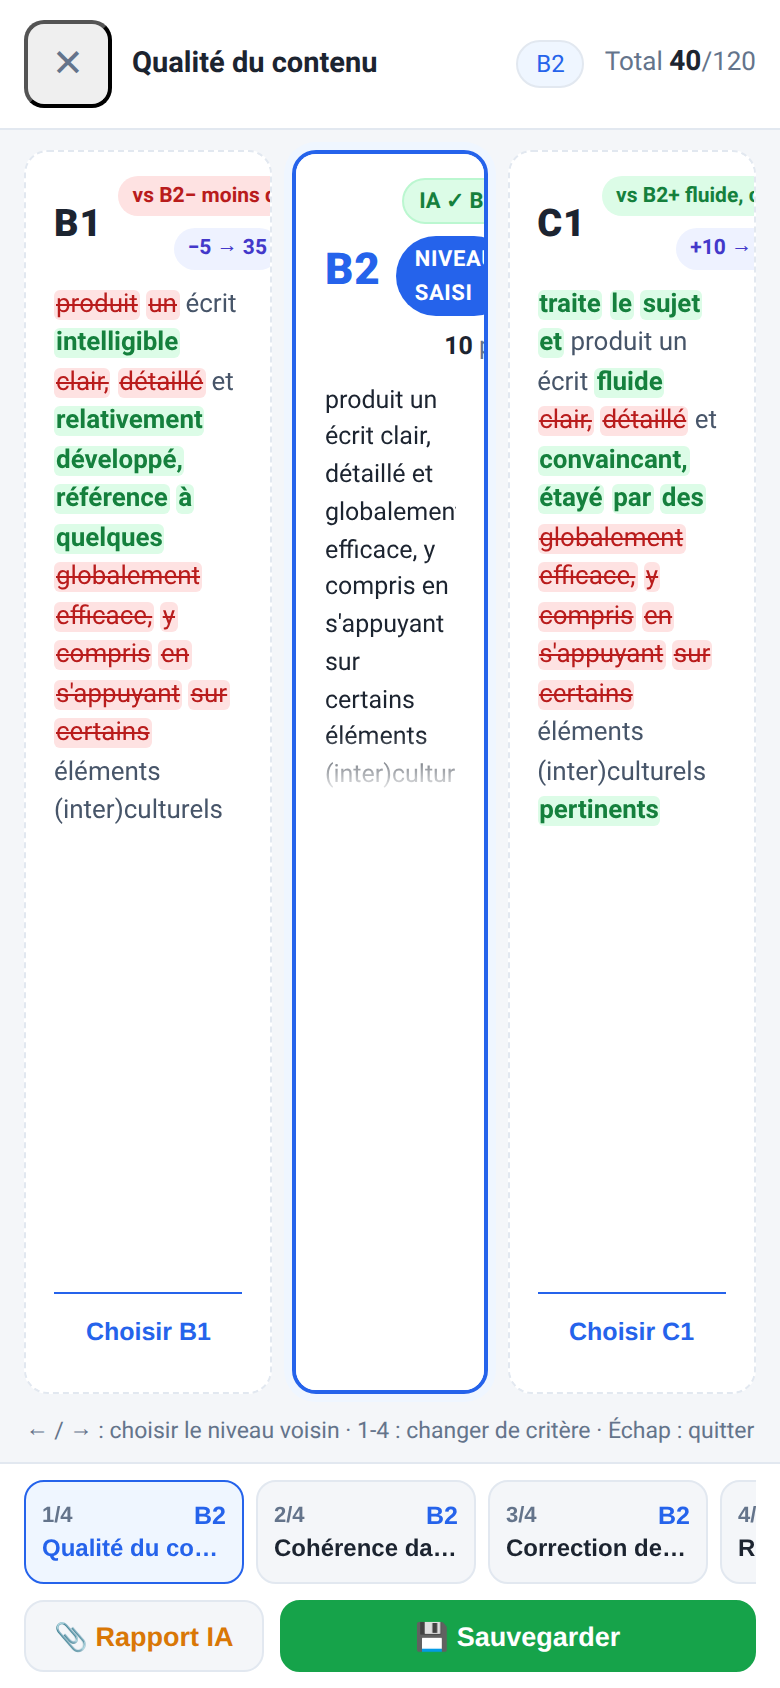 ✕ Qualité du contenu B2 Total 40/120
B1
vs B2− moins
−5 → 35
produit un écrit
intelligible
clair, détaillé et
relativement
développé,
référence à
quelques
globalement
efficace, y
compris en
s'appuyant sur
certains
éléments
(inter)culturels
Choisir B1
IA ✓ B
B2
NIVEAU
SAISI
10
produit un
écrit clair,
détaillé et
globalement
efficace, y
compris en
s'appuyant
sur
certains
éléments
(inter)cultur
C1
vs B2+ fluide,
+10 →
traite le sujet
et produit un
écrit fluide
clair, détaillé et
convaincant,
étayé par des
globalement
efficace, y
compris en
s'appuyant sur
certains
éléments
(inter)culturels
pertinents
Choisir C1
← / → : choisir le niveau voisin · 1-4 : changer de critère · Échap : quitter
1/4 B2
Qualité du co…
2/4 B2
Cohérence da…
3/4 B2
Correction de…
4/
R
📎 Rapport IA
💾 Sauvegarder